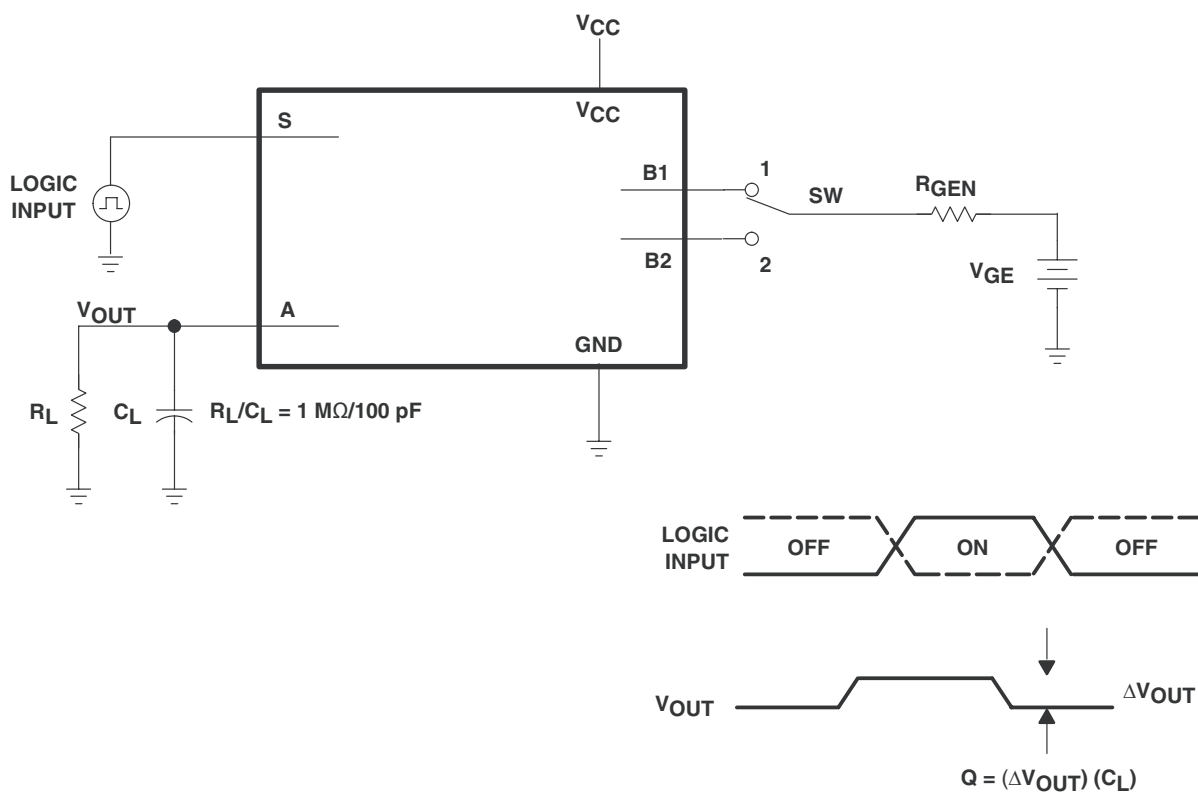 VCC
VCC
S
LOGIC
INPUT
B1
1
SW
RGEN
B2
2
VGE
VOUT
A
GND
RL
CL
RL/CL = 1 MΩ/100 pF
LOGIC
INPUT
OFF
ON
OFF
VOUT
ΔVOUT
Q = (ΔVOUT) (CL)